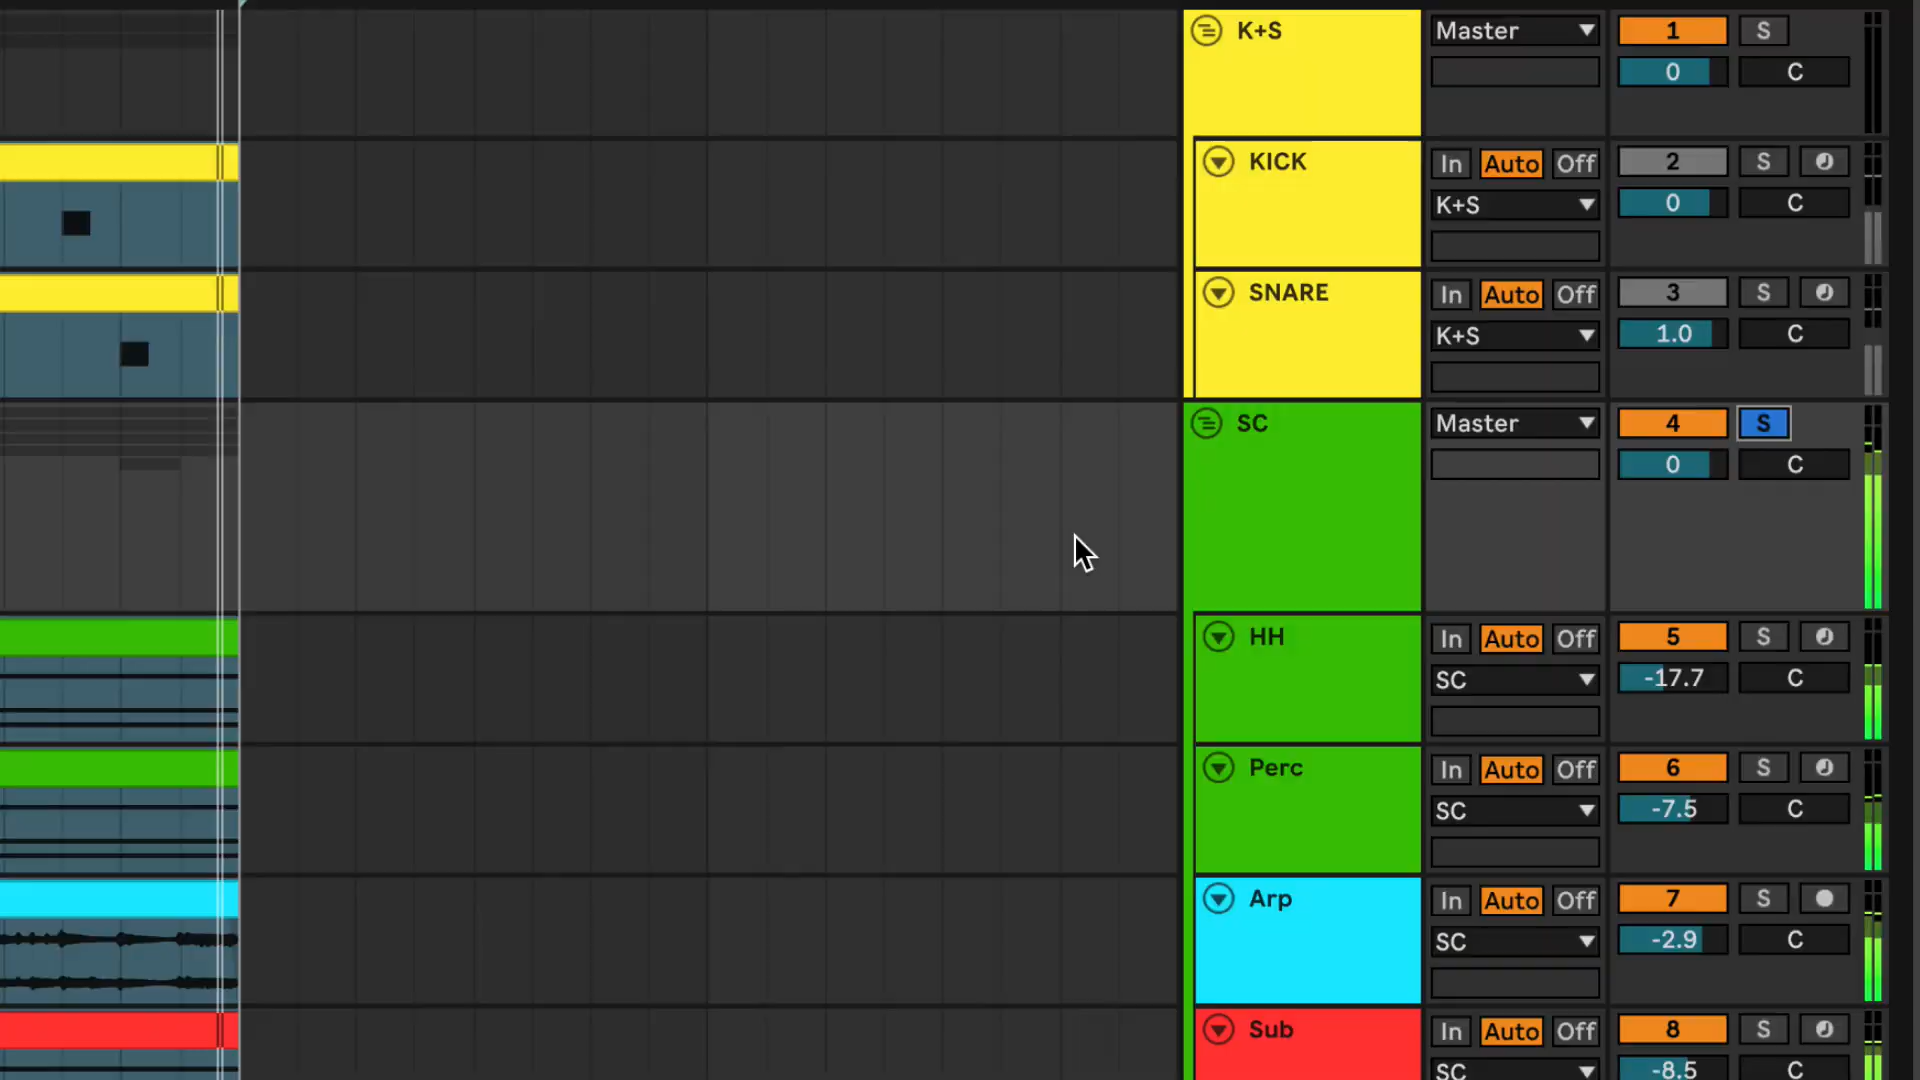 K+S Master 1 S
0 C
KICK In Auto Off 2 S
K+S 0 C
SNARE In Auto Off 3 S
K+S 1.0 C
SC Master 4 S
0 C
HH In Auto Off 5 S
SC -17.7 C
Perc In Auto Off 6 S
SC -7.5 C
Arp In Auto Off 7 S
SC -2.9 C
Sub In Auto Off 8 S
SC -8.5 C